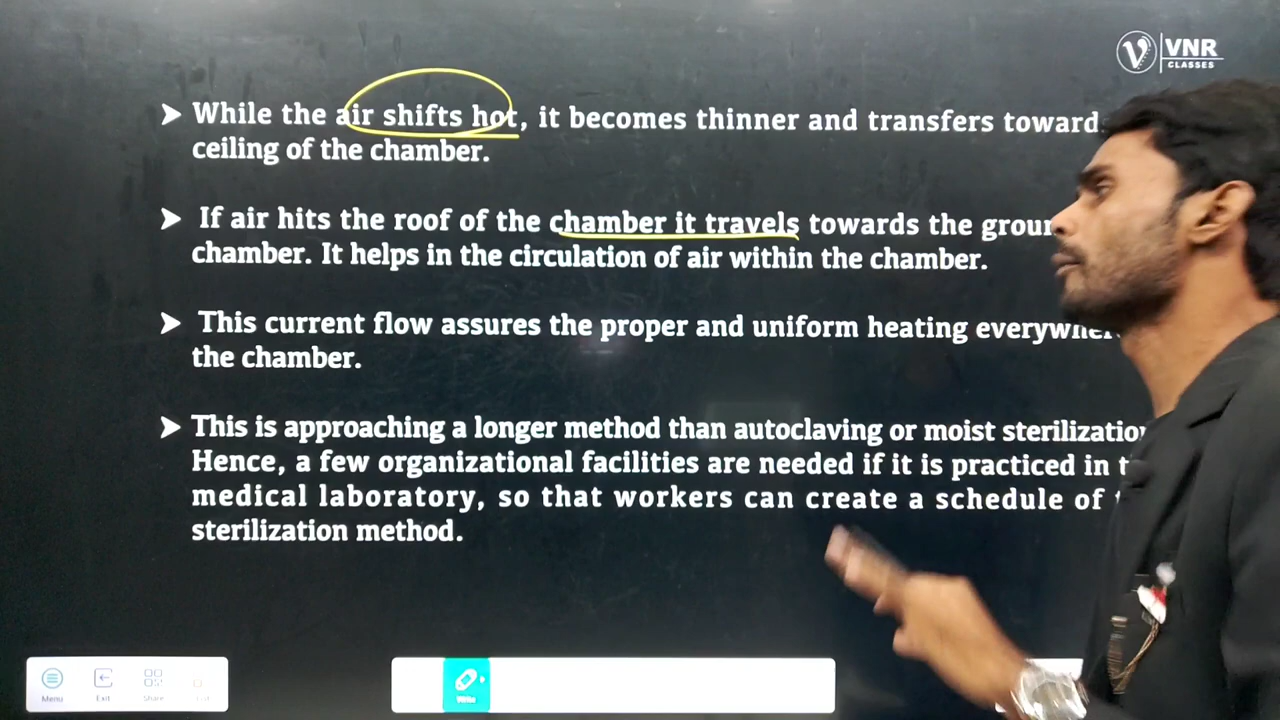 VNR
CLASSES
➤ While the air shifts hot, it becomes thinner and transfers toward
ceiling of the chamber.
➤ If air hits the roof of the chamber it travels towards the
chamber. It helps in the circulation of air within the chamber.
➤ This current flow assures the proper and uniform heating
the chamber.
➤ This is approaching a longer method than autoclaving or moist
Hence, a few organizational facilities are needed if it is practiced in
medical laboratory, so that workers can create a schedule of
sterilization method.
Menu Exit Share
Write